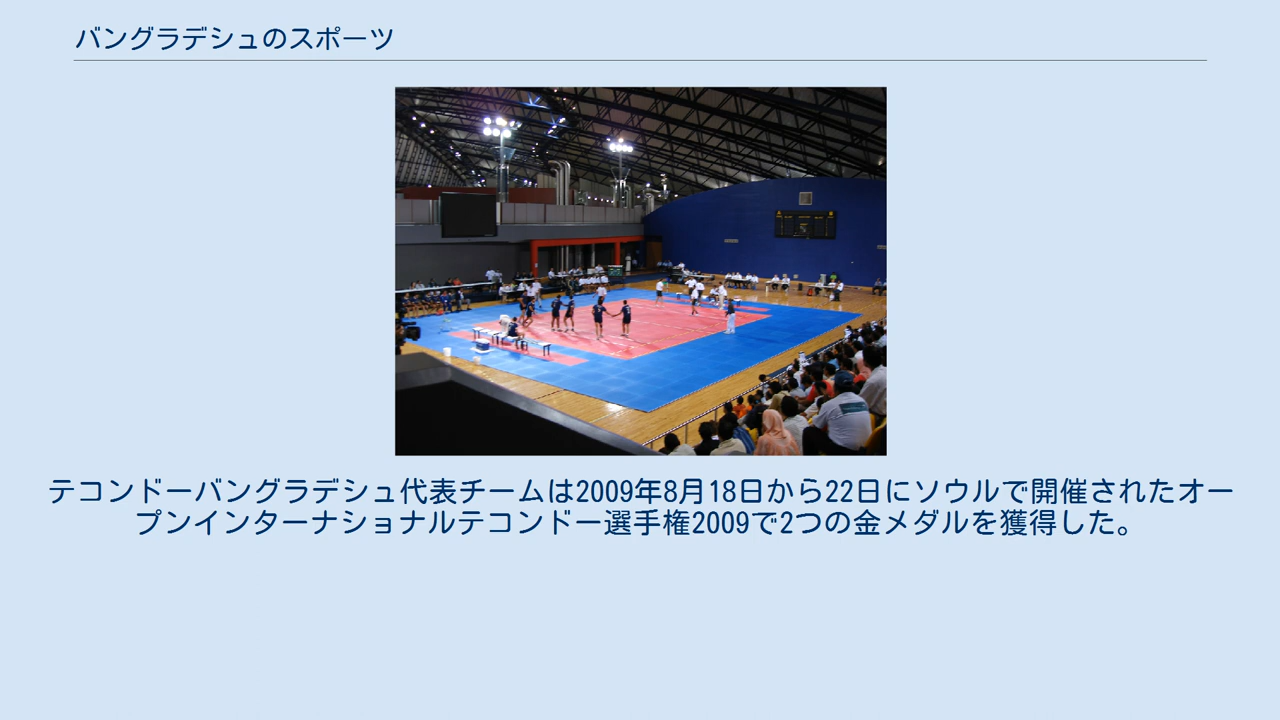 バングラデシュのスポーツ
テコンドーバングラデシュ代表チームは2009年8月18日から22日にソウルで開催されたオー
プンインターナショナルテコンドー選手権2009で2つの金メダルを獲得した。